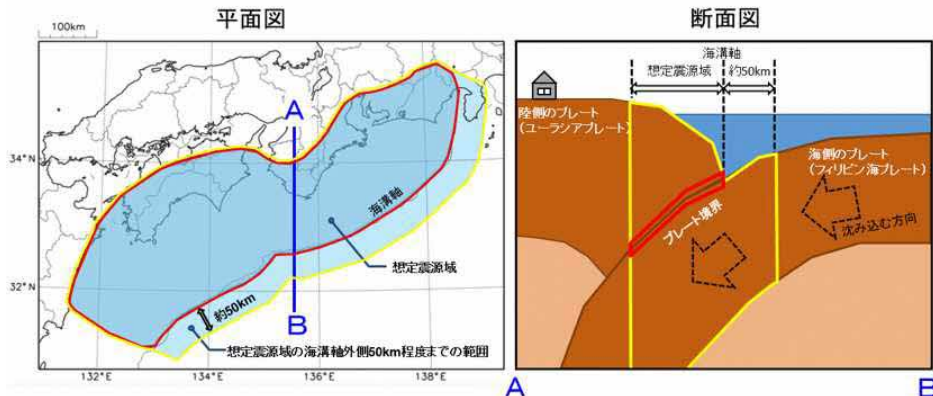 平面図
100km
A
34°N
海溝軸
想定震源域
32°N
約50km
B
想定震源域の海溝軸外側50km程度までの範囲
132°E
134°E
136°E
138°E
断面図
海溝軸
想定震源域
約50km
陸側のプレート
(ユーラシアプレート)
海側のプレート
(フィリピン海プレート)
プレート境界
沈み込む方向
A
B